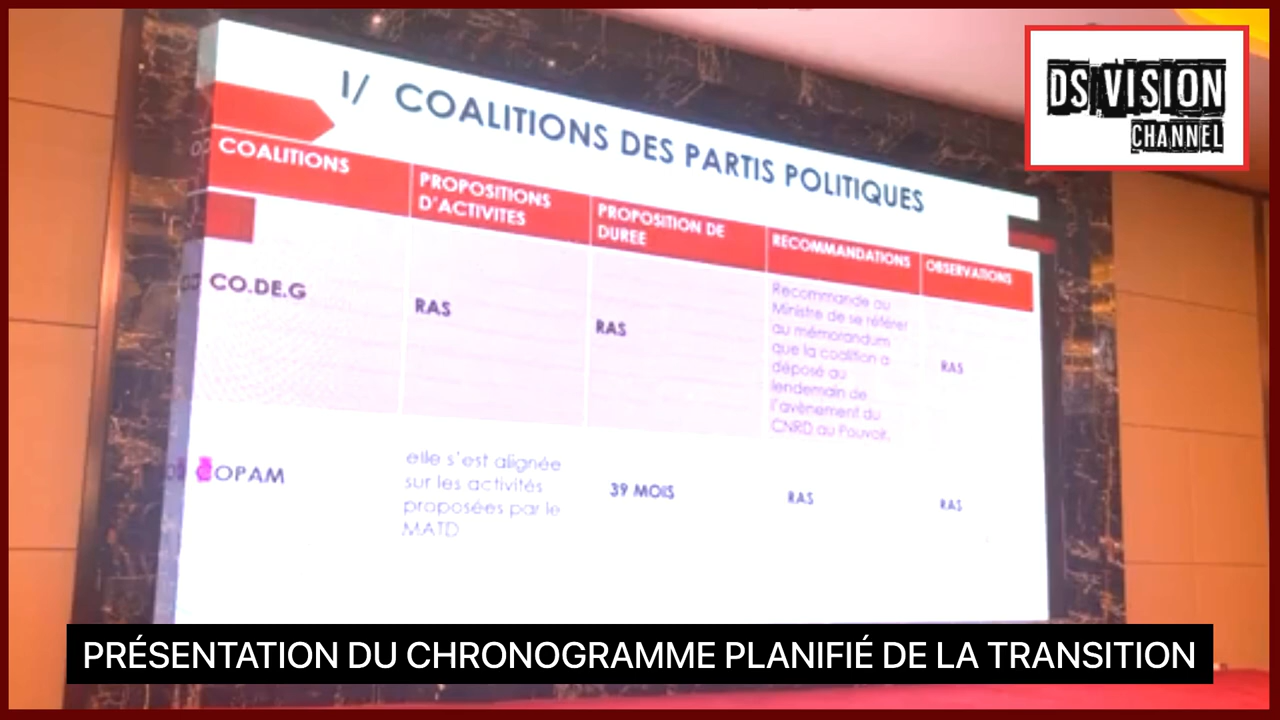 DS VISION
CHANNEL
I/ COALITIONS DES PARTIS POLITIQUES
COALITIONS
PROPOSITIONS
D'ACTIVITES
PROPOSITION DE
DUREE
RECOMMANDATIONS
OBSERVATIONS
CO.DE.G
RAS
RAS
Recommande au
Ministre de se référer
au mémorandum
que la coalition a
déposé au
lendemain de
l'avènement du
CNRD au Pouvoir.
RAS
COPAM
elle s'est alignée
sur les activités
proposées par le
MATD
39 MOIS
RAS
RAS
PRÉSENTATION DU CHRONOGRAMME PLANIFIÉ DE LA TRANSITION